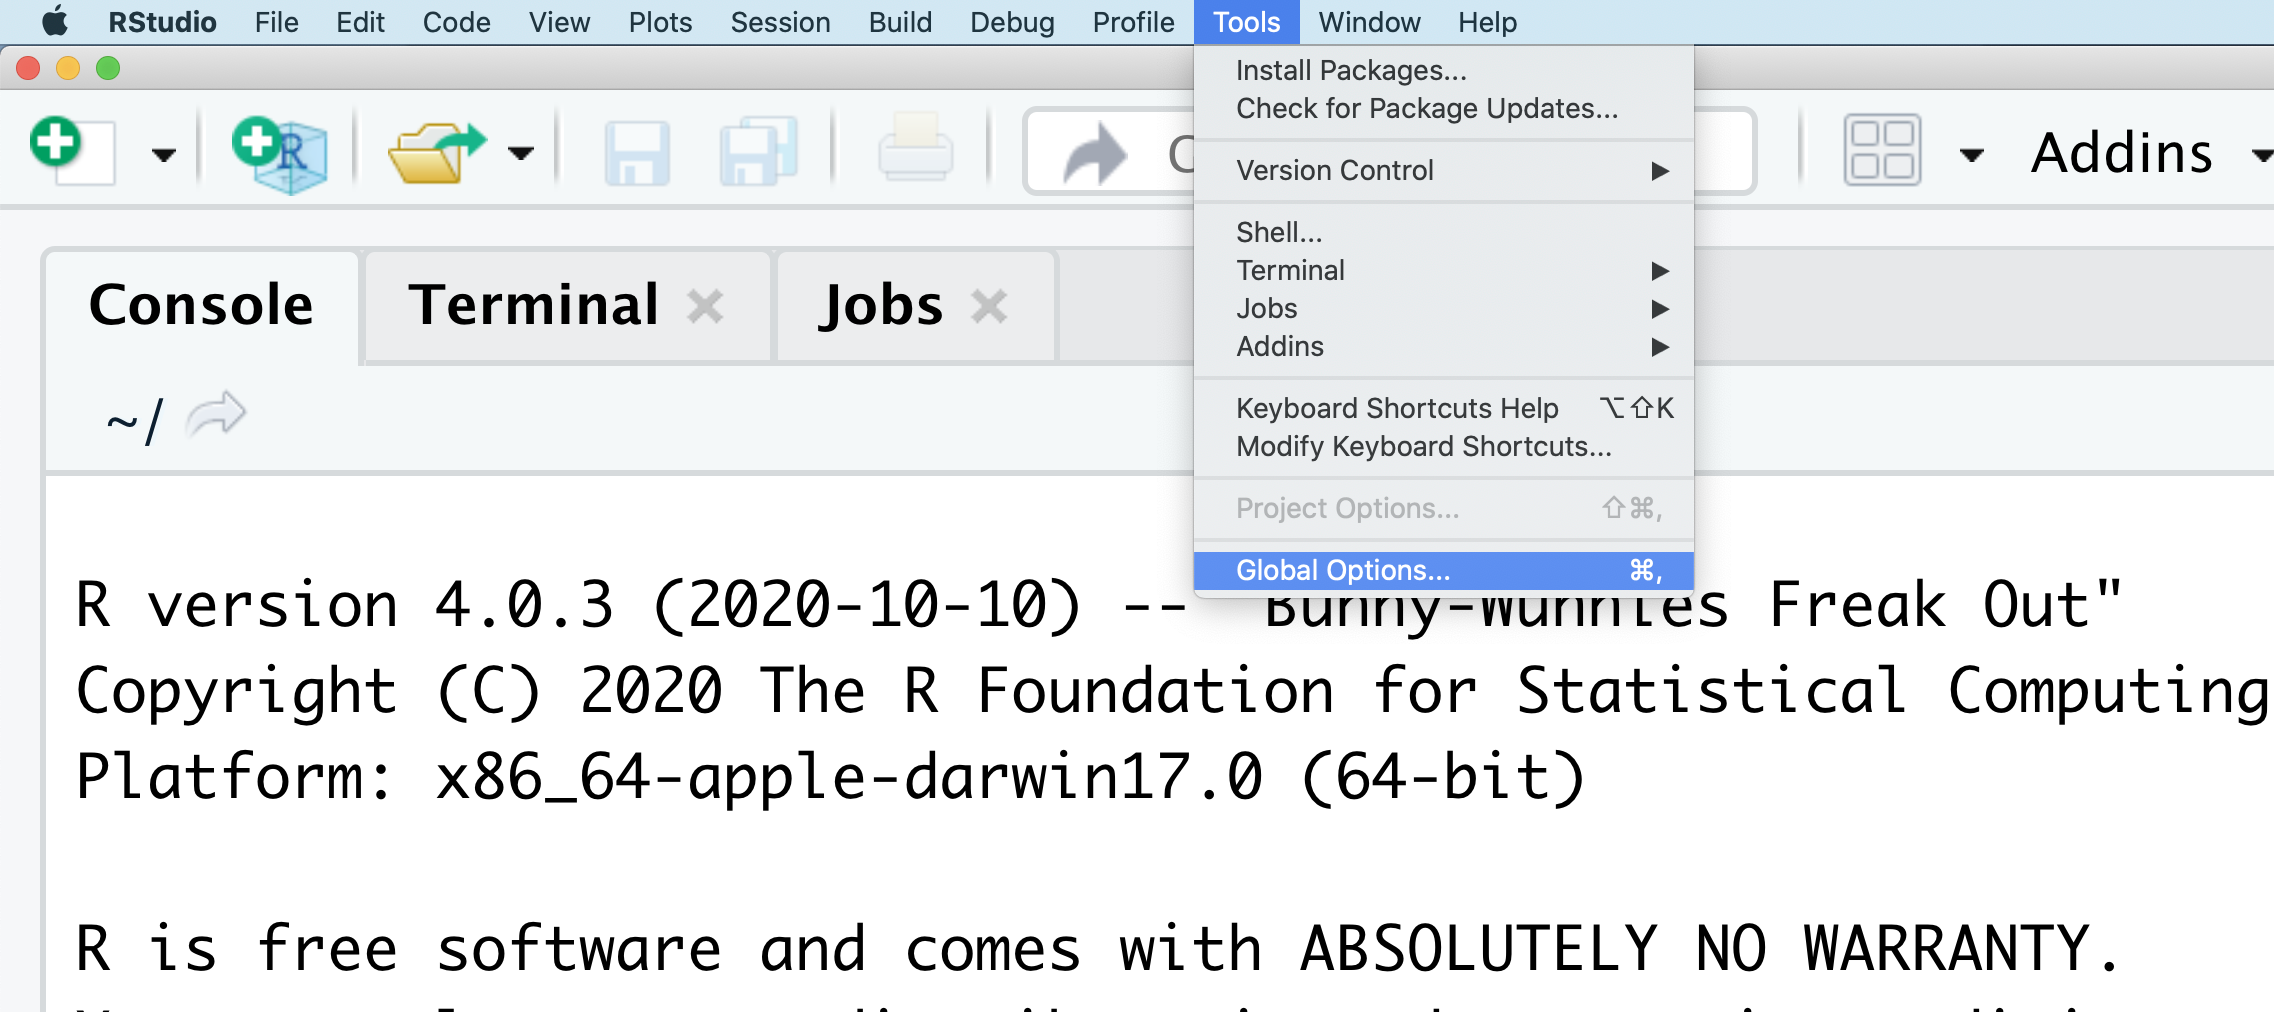 RStudio File Edit Code View Plots Session Build Debug Profile Tools Window Help
Install Packages...
Check for Package Updates...
Version Control
Shell...
Terminal
Jobs
Addins
Keyboard Shortcuts Help ⌥⇧K
Modify Keyboard Shortcuts...
Project Options... ⇧⌘,
Global Options... ⌘,
Addins
Console Terminal Jobs
~/
R version 4.0.3 (2020-10-10) -- "Bunny-Wunnies Freak Out"
Copyright (C) 2020 The R Foundation for Statistical Computing
Platform: x86_64-apple-darwin17.0 (64-bit)
R is free software and comes with ABSOLUTELY NO WARRANTY.